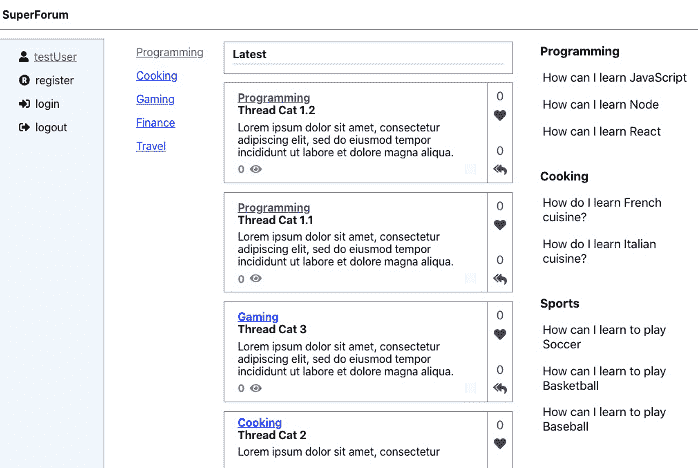 SuperForum
testUser
register
login
logout
Programming
Cooking
Gaming
Finance
Travel
Latest
Programming
Thread Cat 1.2
Lorem ipsum dolor sit amet, consectetur
adipiscing elit, sed do eiusmod tempor
incididunt ut labore et dolore magna aliqua.
0
0
0
Programming
Thread Cat 1.1
Lorem ipsum dolor sit amet, consectetur
adipiscing elit, sed do eiusmod tempor
incididunt ut labore et dolore magna aliqua.
0
0
0
Gaming
Thread Cat 3
Lorem ipsum dolor sit amet, consectetur
adipiscing elit, sed do eiusmod tempor
incididunt ut labore et dolore magna aliqua.
0
0
0
Cooking
Thread Cat 2
Lorem ipsum dolor sit amet, consectetur
0
Programming
How can I learn JavaScript
How can I learn Node
How can I learn React
Cooking
How do I learn French
cuisine?
How do I learn Italian
cuisine?
Sports
How can I learn to play
Soccer
How can I learn to play
Basketball
How can I learn to play
Baseball